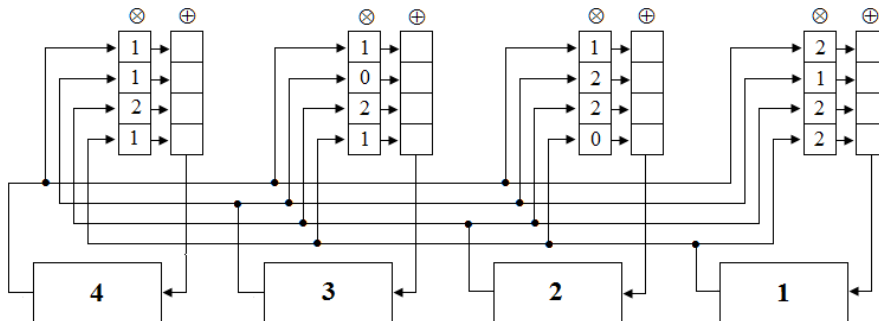 ⊗ ⊕ ⊗ ⊕ ⊗ ⊕ ⊗ ⊕
1 1 1 2
1 0 2 1
2 2 2 2
1 1 0 2
4 3 2 1